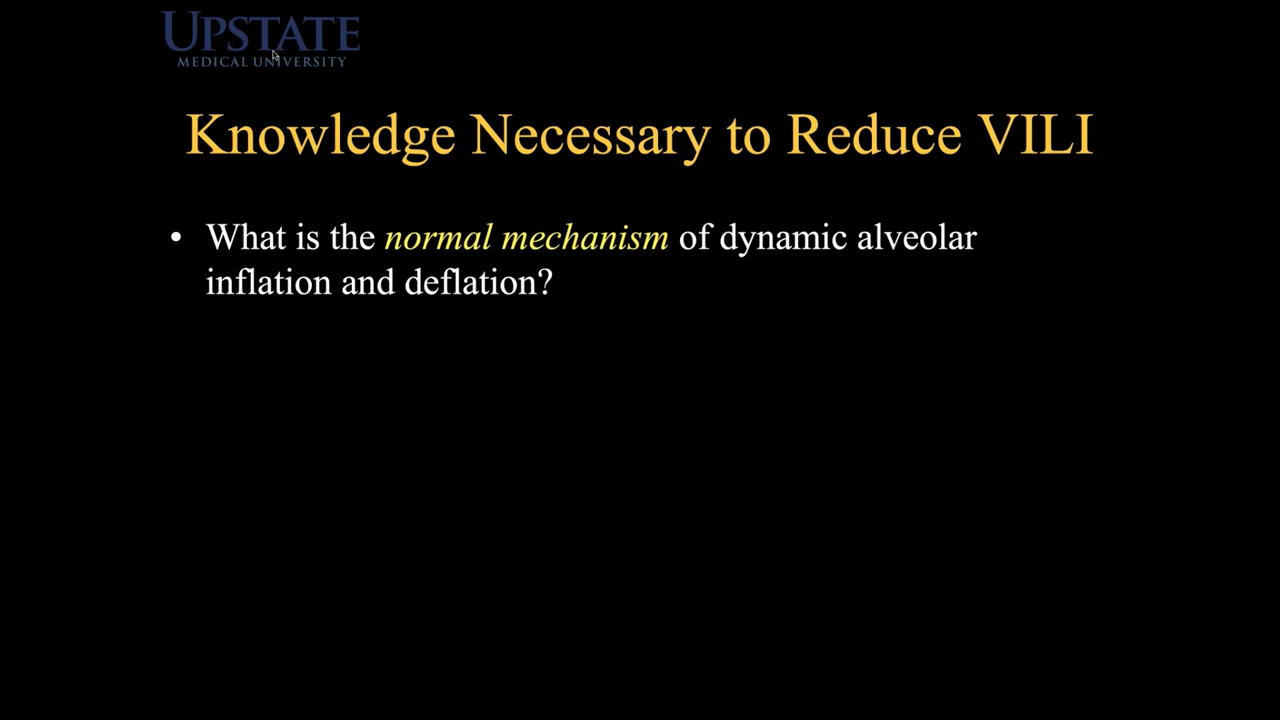 UPSTATE
MEDICAL UNIVERSITY
Knowledge Necessary to Reduce VILI
• What is the normal mechanism of dynamic alveolar
inflation and deflation?